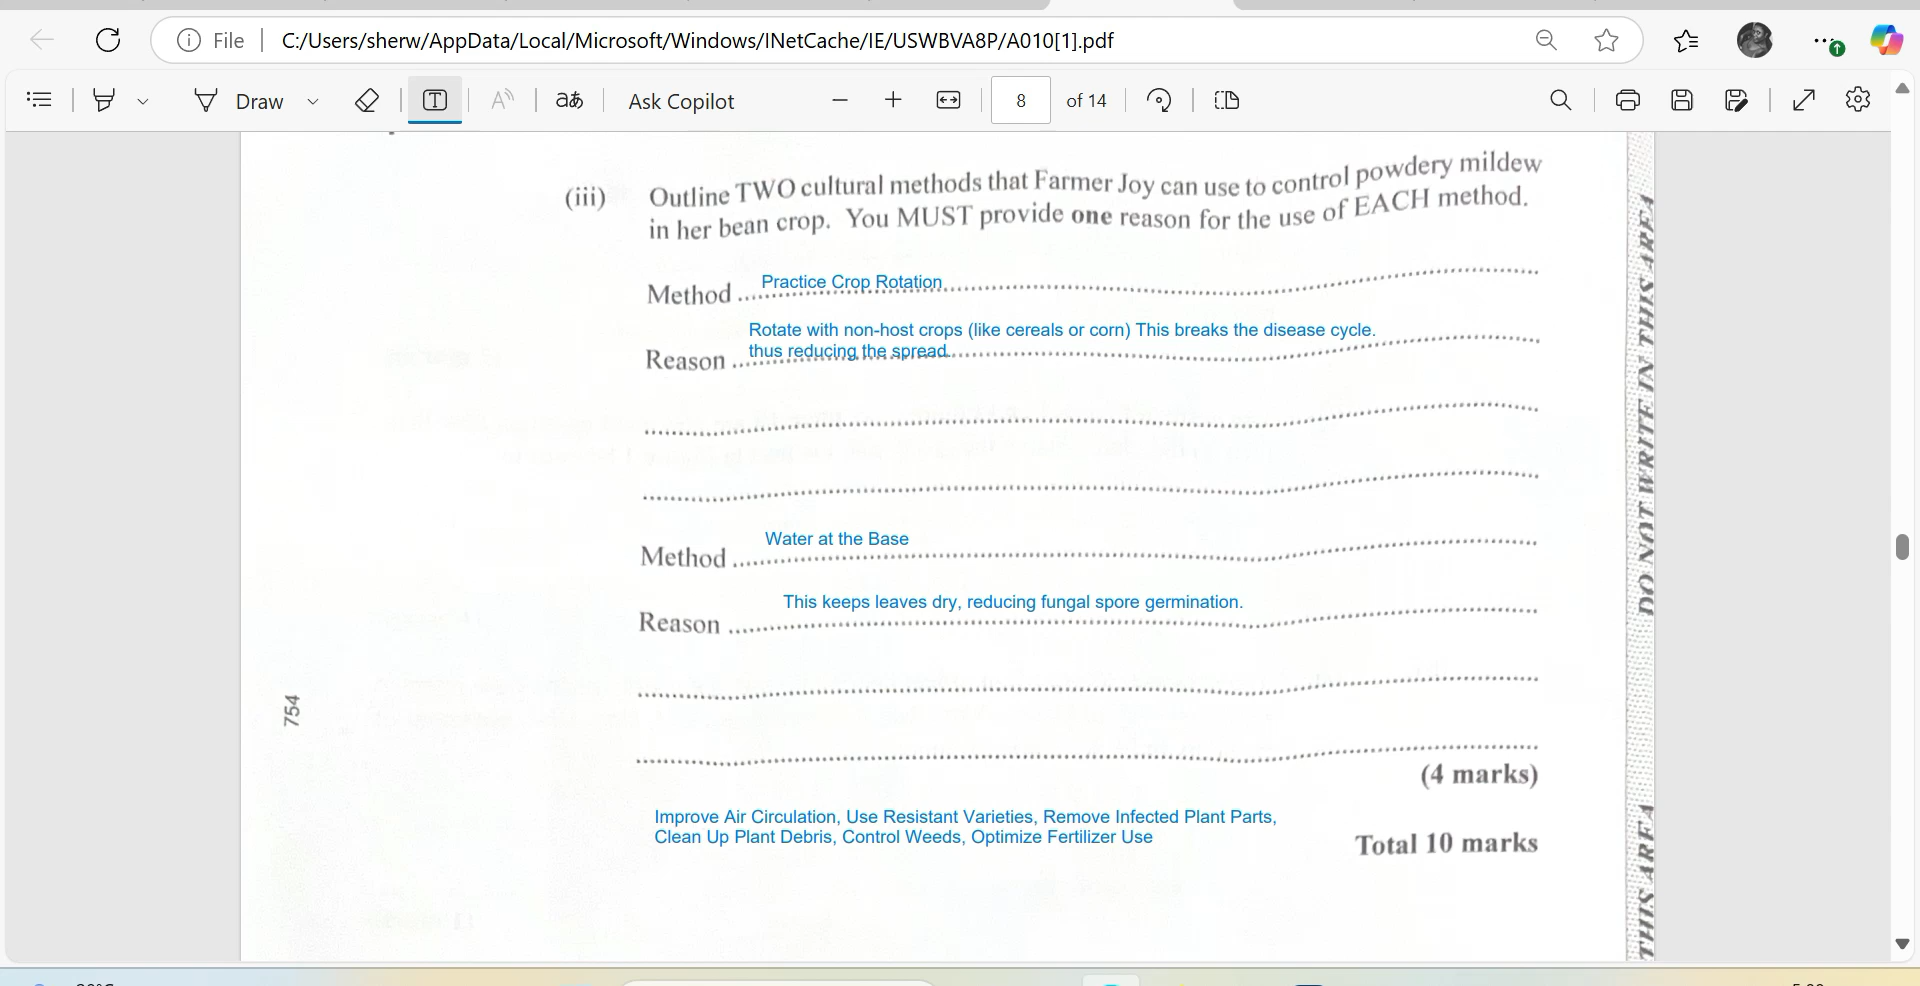 File
C:/Users/sherw/AppData/Local/Microsoft/Windows/INetCache/IE/USWBVA8P/A010[1].pdf
Draw
aあ
Ask Copilot
8
of 14
(iii) Outline TWO cultural methods that Farmer Joy can use to control powdery mildew
in her bean crop. You MUST provide one reason for the use of EACH method.
Method Practice Crop Rotation
Rotate with non-host crops (like cereals or corn) This breaks the disease cycle.
Reason thus reducing the spread.
Method Water at the Base
Reason This keeps leaves dry, reducing fungal spore germination.
754
(4 marks)
Improve Air Circulation, Use Resistant Varieties, Remove Infected Plant Parts,
Clean Up Plant Debris, Control Weeds, Optimize Fertilizer Use
Total 10 marks
DO NOT WRITE IN THIS AREA
THIS AREA